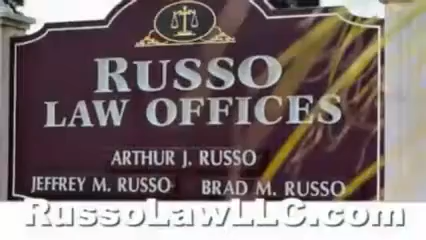 RUSSO
LAW OFFICES
ARTHUR J. RUSSO
JEFFREY M. RUSSO BRAD M. RUSSO
RussoLawLLC.com